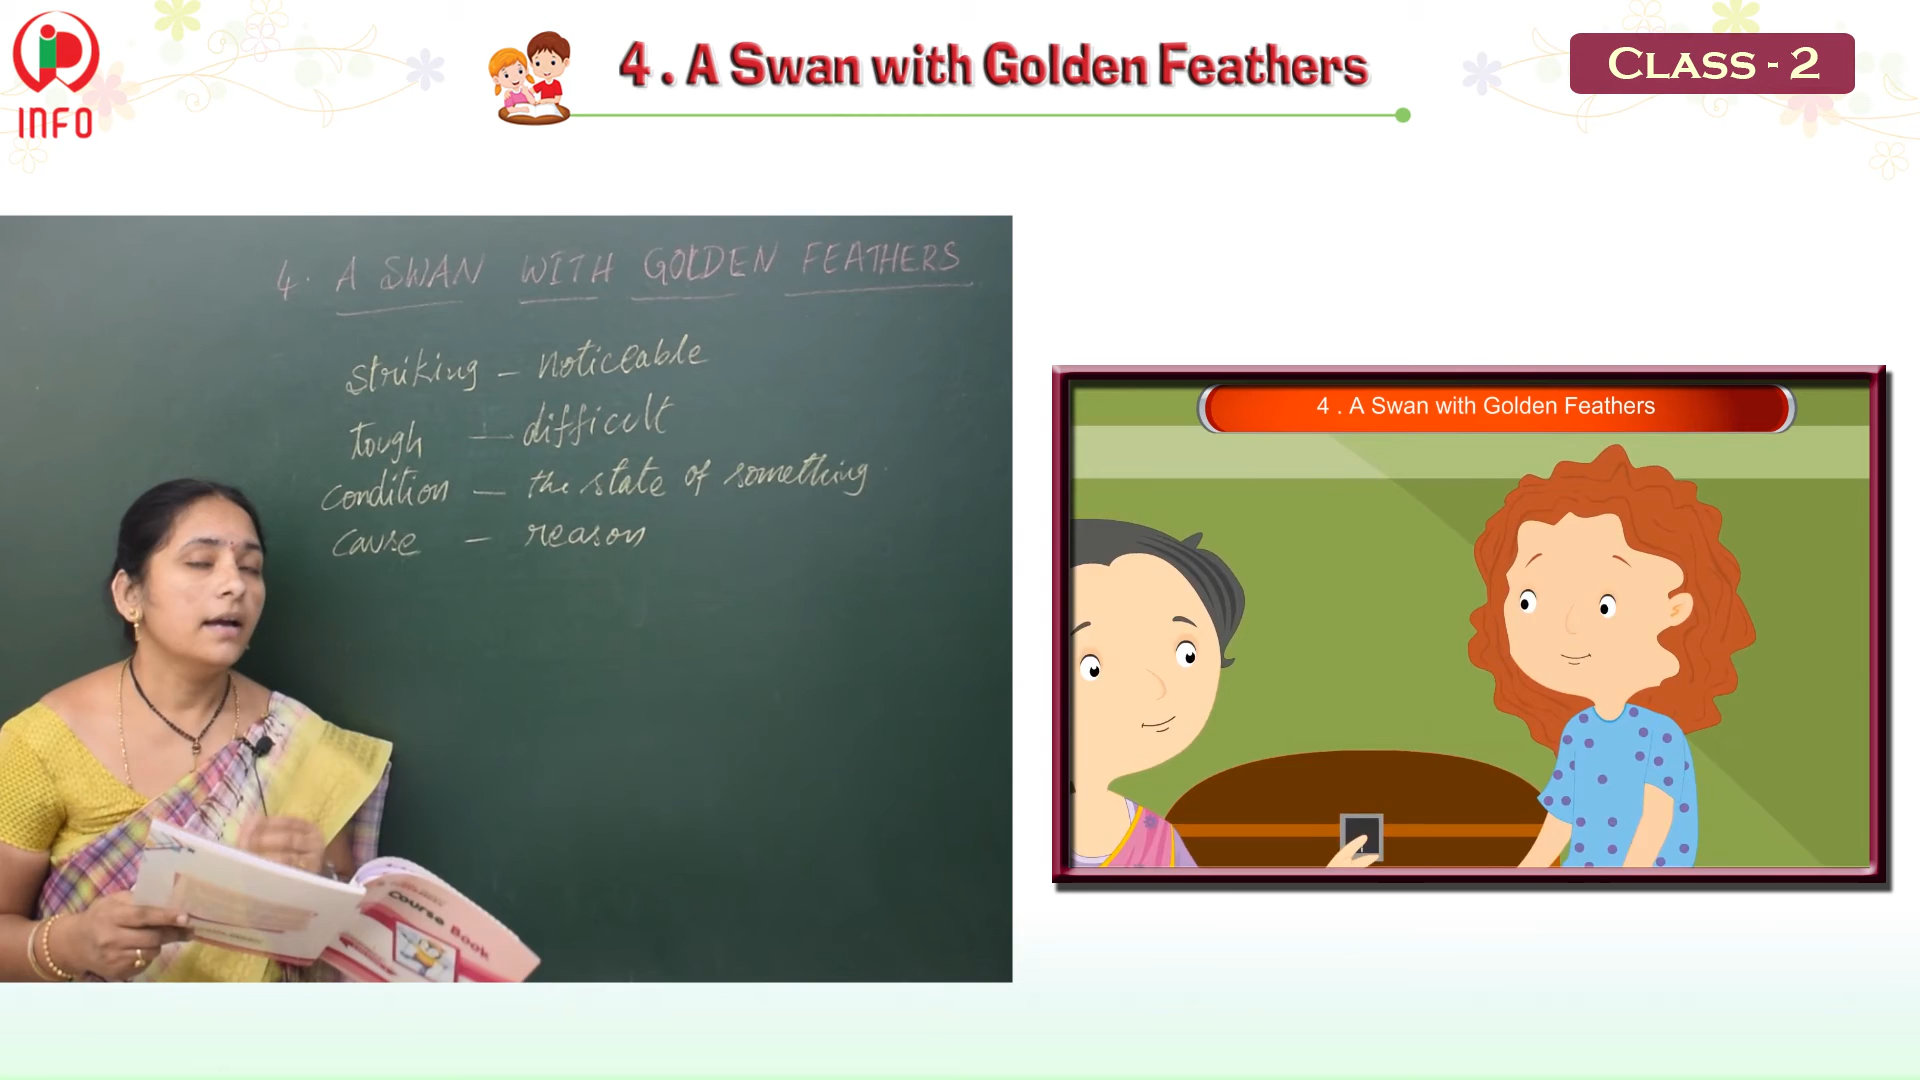 INFO
4 . A Swan with Golden Feathers
CLASS - 2
4. A SWAN WITH GOLDEN FEATHERS
Striking – noticeable
Tough – difficult
Condition – the state of something
Cause – reason
Course Book
4 . A Swan with Golden Feathers